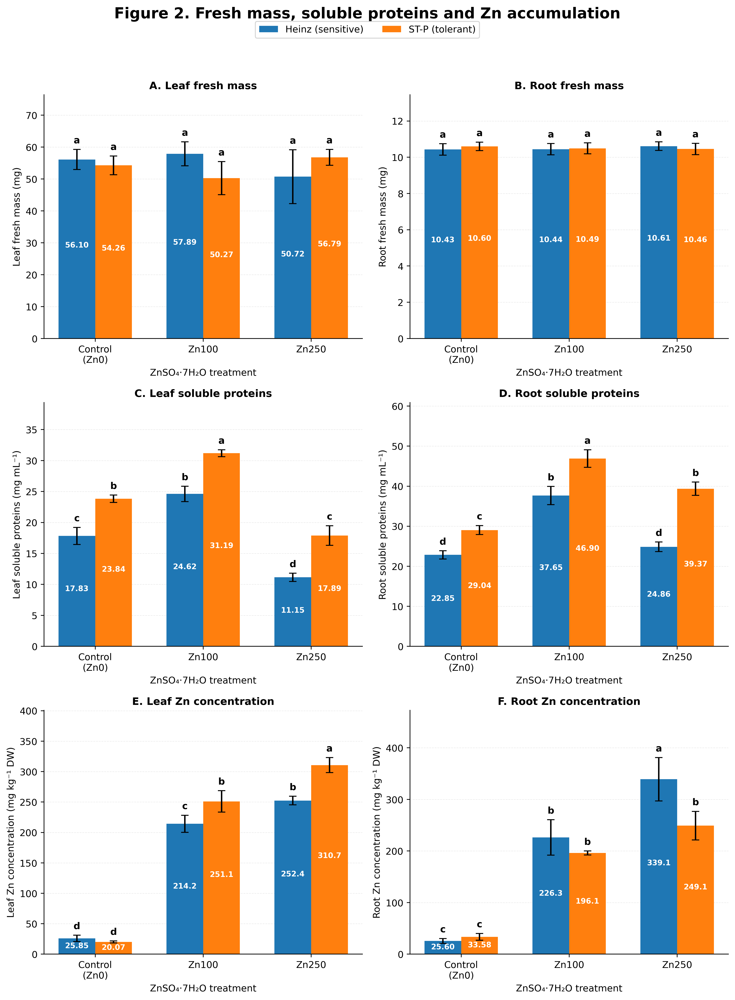 Figure 2. Fresh mass, soluble proteins and Zn accumulation
Heinz (sensitive) ST-P (tolerant)
A. Leaf fresh mass
Leaf fresh mass (mg)
70
60
50
40
30
20
10
0
a a a a a a
56.10 54.26 57.89 50.27 50.72 56.79
Control
(Zn0)
Zn100
Zn250
ZnSO₄·7H₂O treatment
B. Root fresh mass
Root fresh mass (mg)
12
10
8
6
4
2
0
a a a a a a
10.43 10.60 10.44 10.49 10.61 10.46
Control
(Zn0)
Zn100
Zn250
ZnSO₄·7H₂O treatment
C. Leaf soluble proteins
Leaf soluble proteins (mg mL⁻¹)
35
30
25
20
15
10
5
0
c b b a d c
17.83 23.84 24.62 31.19 11.15 17.89
Control
(Zn0)
Zn100
Zn250
ZnSO₄·7H₂O treatment
D. Root soluble proteins
Root soluble proteins (mg mL⁻¹)
60
50
40
30
20
10
0
d c b a d b
22.85 29.04 37.65 46.90 24.86 39.37
Control
(Zn0)
Zn100
Zn250
ZnSO₄·7H₂O treatment
E. Leaf Zn concentration
Leaf Zn concentration (mg kg⁻¹ DW)
400
350
300
250
200
150
100
50
0
d d c b b a
25.85 20.07 214.2 251.1 252.4 310.7
Control
(Zn0)
Zn100
Zn250
ZnSO₄·7H₂O treatment
F. Root Zn concentration
Root Zn concentration (mg kg⁻¹ DW)
400
300
200
100
0
c c b b a b
25.60 33.58 226.3 196.1 339.1 249.1
Control
(Zn0)
Zn100
Zn250
ZnSO₄·7H₂O treatment